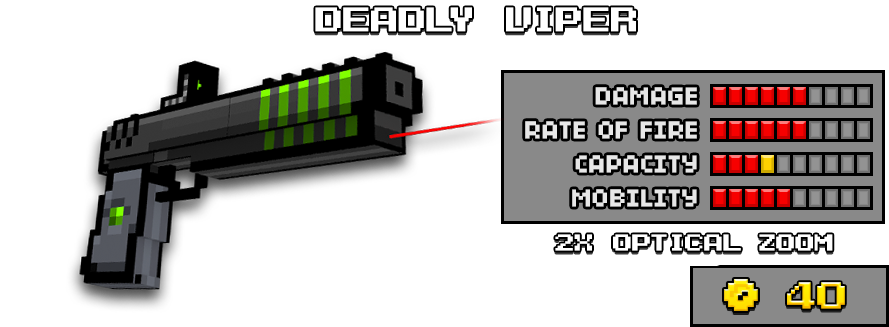 DEADLY VIPER
DAMAGE
RATE OF FIRE
CAPACITY
MOBILITY
2X OPTICAL ZOOM
40